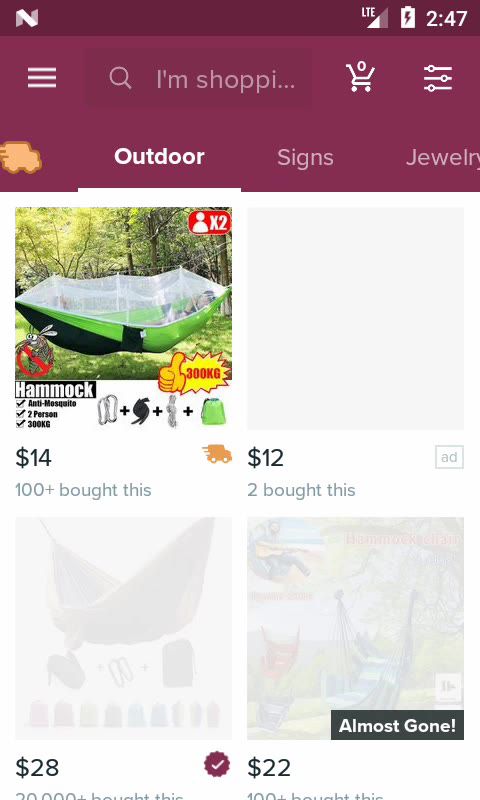 LTE
2:47
I'm shoppi...
0
Outdoor
Signs
Jewelry
X2
300KG
Hammock
Anti-Mosquito
2 Person
300KG
$14
100+ bought this
$12
ad
2 bought this
Hammock chair
Almost Gone!
$28
$22
20,000+ bought this
100+ bought this